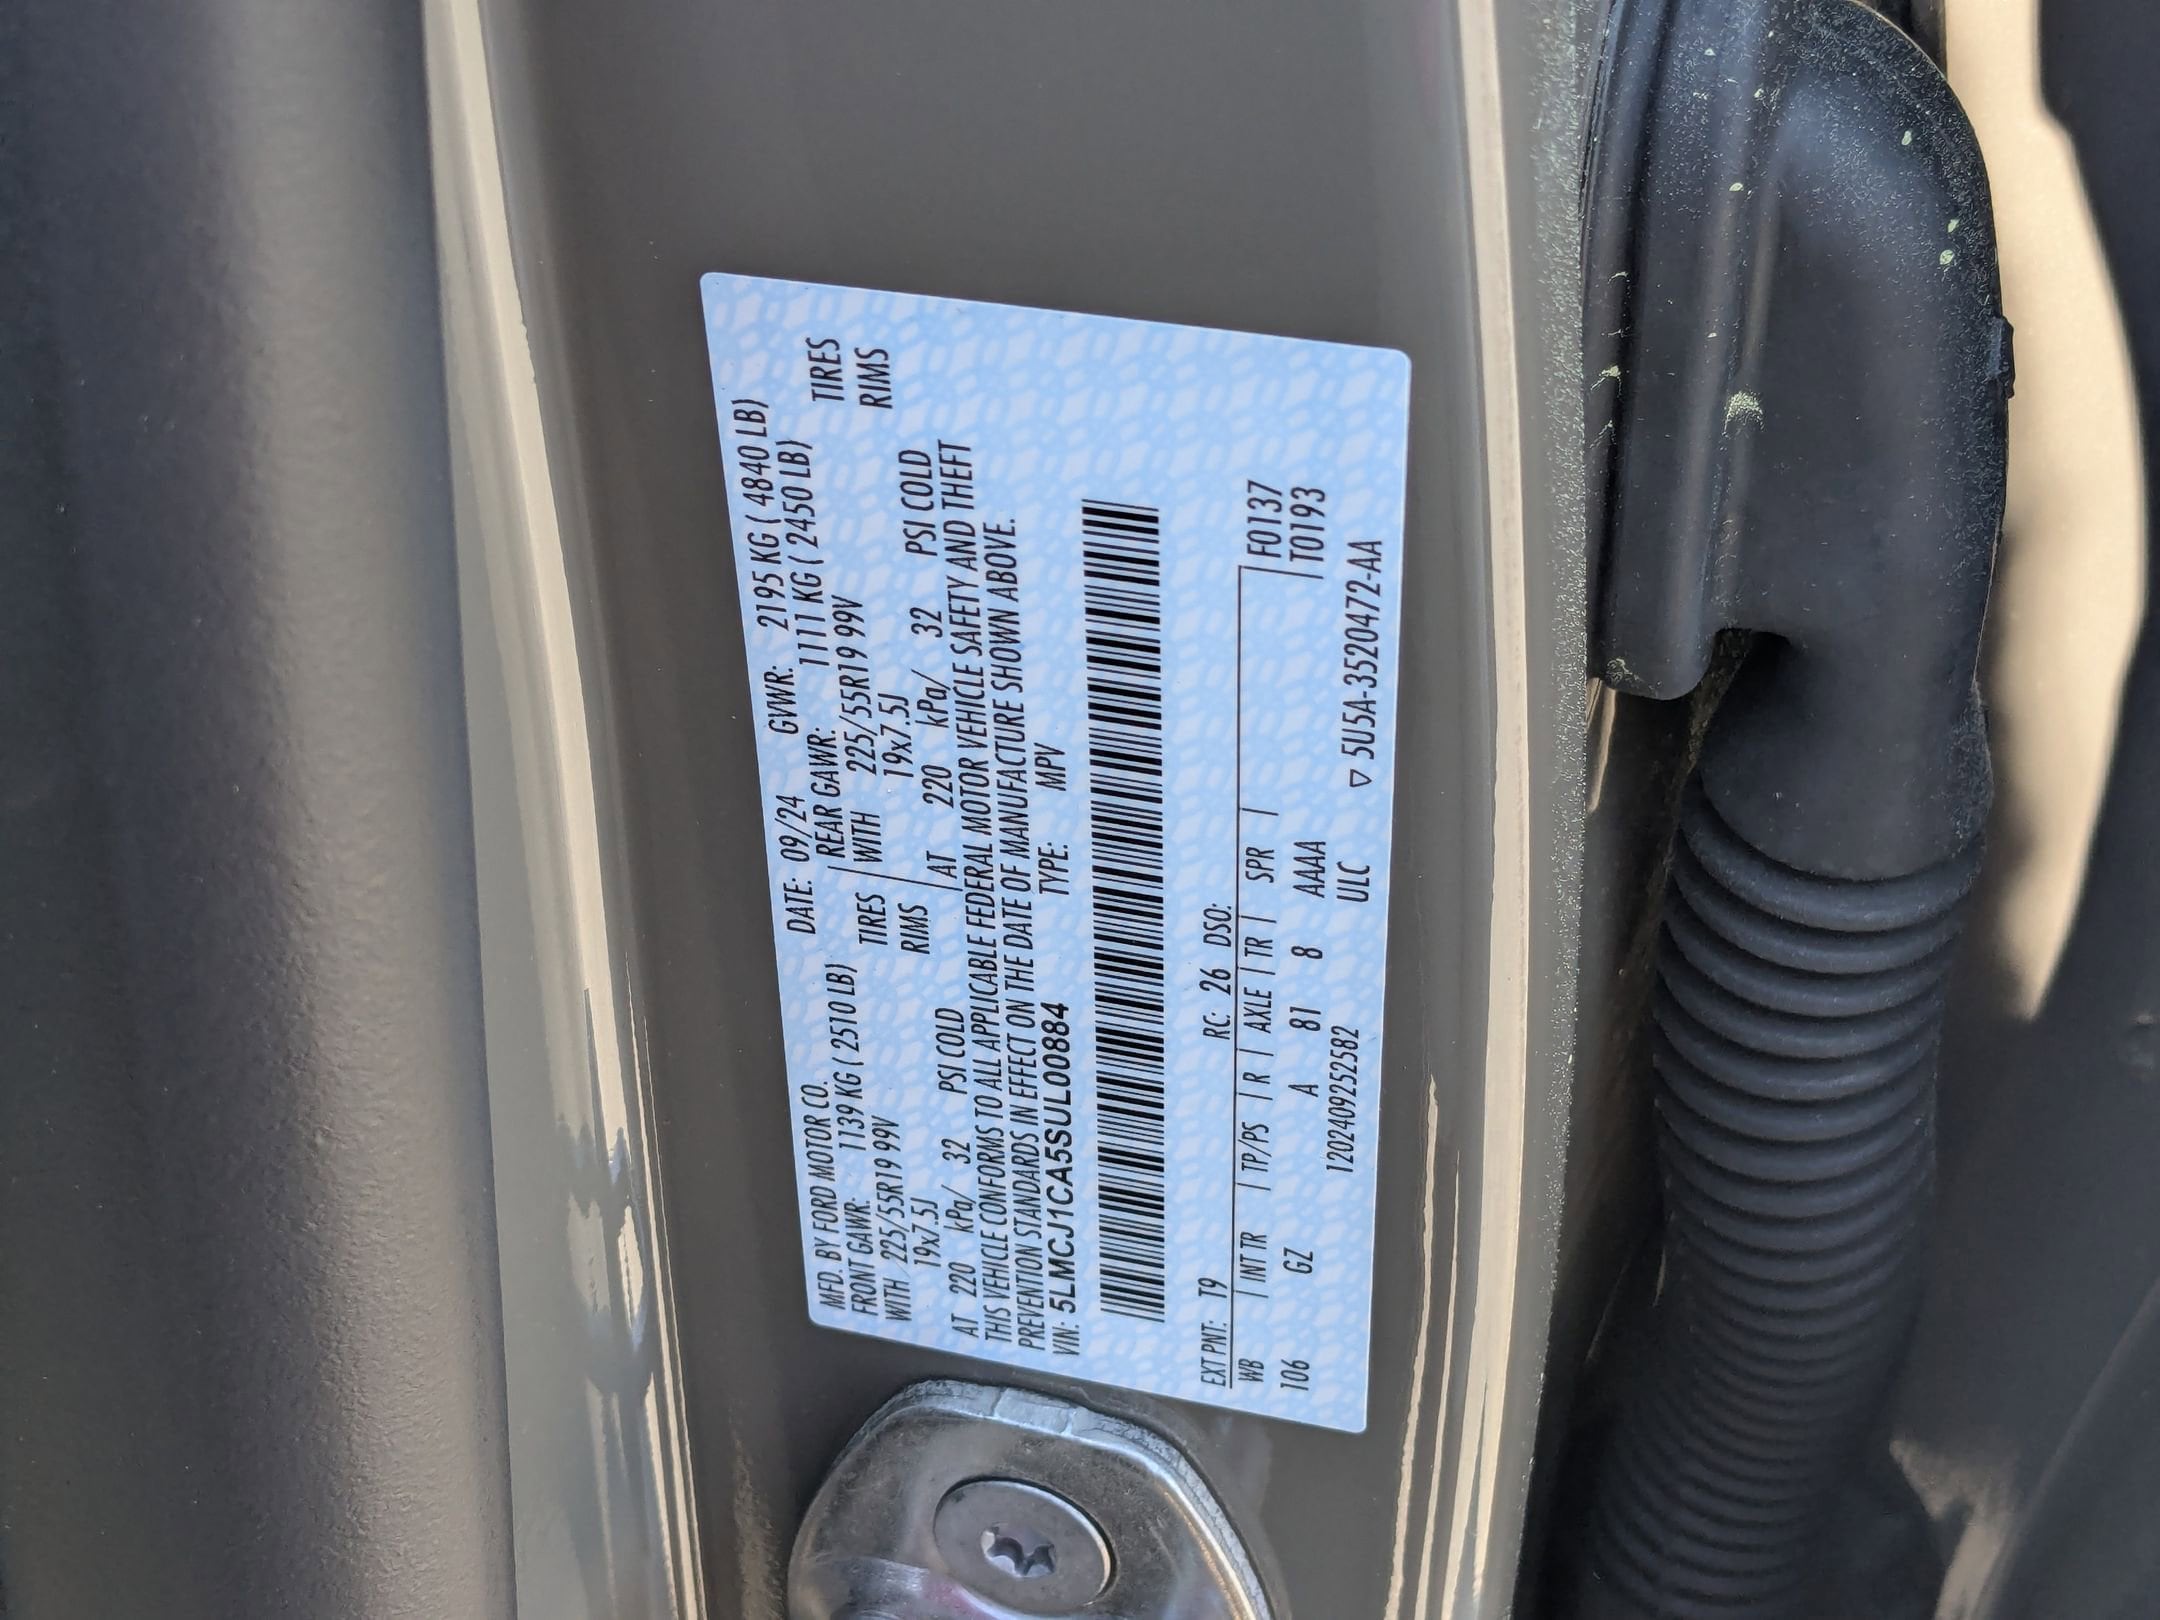 MFD. BY FORD MOTOR CO.
DATE: 09/24 GVWR: 2195 KG ( 4840 LB)
FRONT GAWR: 1139 KG ( 2510 LB) REAR GAWR: 1111 KG ( 2450 LB)
WITH 225/55R19 99V TIRES WITH 225/55R19 99V TIRES
19x7.5J RIMS 19x7.5J RIMS
AT 220 kPa/ 32 PSI COLD AT 220 kPa/ 32 PSI COLD
THIS VEHICLE CONFORMS TO ALL APPLICABLE FEDERAL MOTOR VEHICLE SAFETY AND THEFT
PREVENTION STANDARDS IN EFFECT ON THE DATE OF MANUFACTURE SHOWN ABOVE.
VIN: 5LMCJ1CA5SUL00884 TYPE: MPV
EXT PNT: T9 RC: 26 DSO:
WB | INT TR | TP/PS | R | AXLE | TR | SPR | F0137
106 GZ A 81 8 AAAA T0193
1202409252582 ULC ▽ 5U5A-3520472-AA